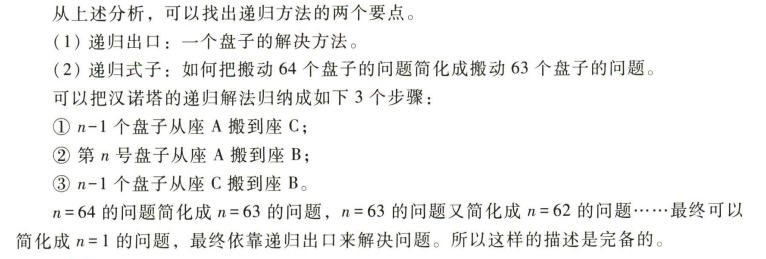 从上述分析，可以找出递归方法的两个要点。
(1) 递归出口：一个盘子的解决方法。
(2) 递归式子：如何把搬动 64 个盘子的问题简化成搬动 63 个盘子的问题。
可以把汉诺塔的递归解法归纳成如下 3 个步骤：
① n-1 个盘子从座 A 搬到座 C；
② 第 n 号盘子从座 A 搬到座 B；
③ n-1 个盘子从座 C 搬到座 B。
n=64 的问题简化成 n=63 的问题，n=63 的问题又简化成 n=62 的问题……最终可以
简化成 n=1 的问题，最终依靠递归出口来解决问题。所以这样的描述是完备的。